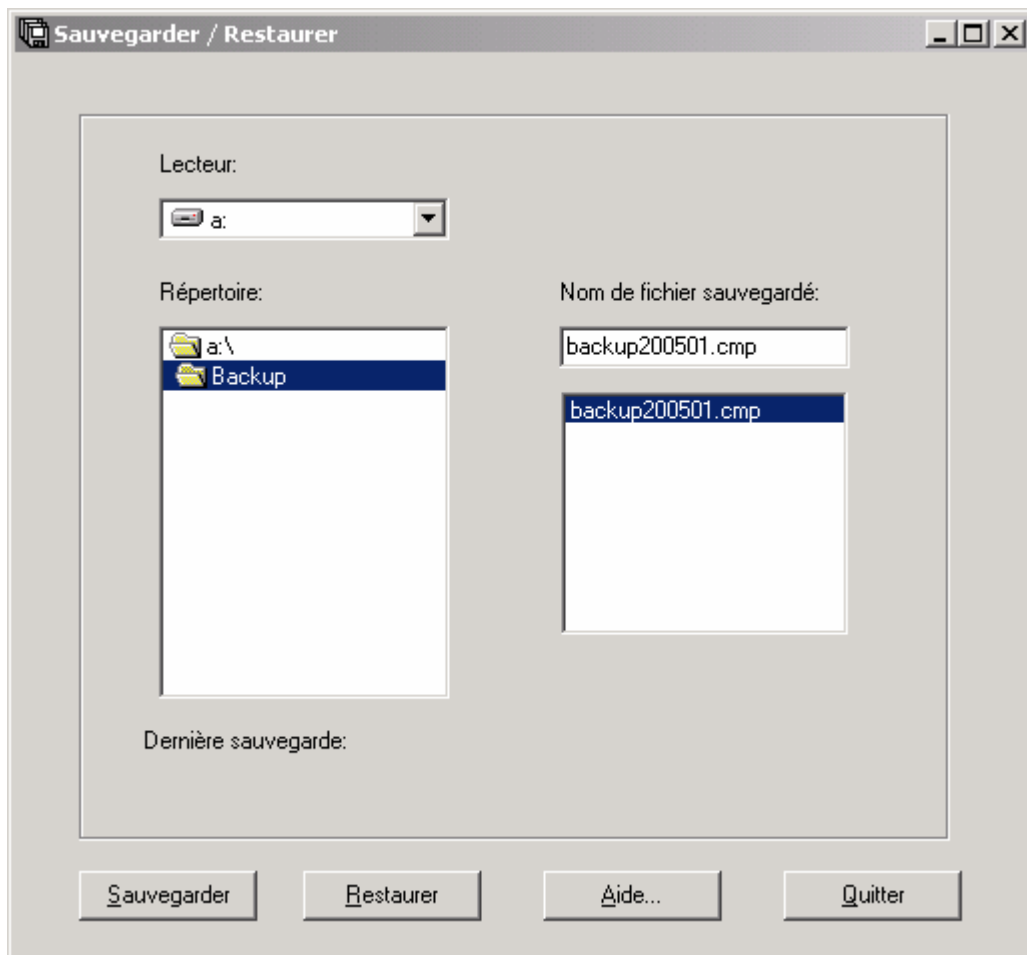 Sauvegarder / Restaurer
Lecteur:
a:
Répertoire:
a:\
Backup
Nom de fichier sauvegardé:
backup200501.cmp
backup200501.cmp
Dernière sauvegarde:
Sauvegarder
Restaurer
Aide...
Quitter